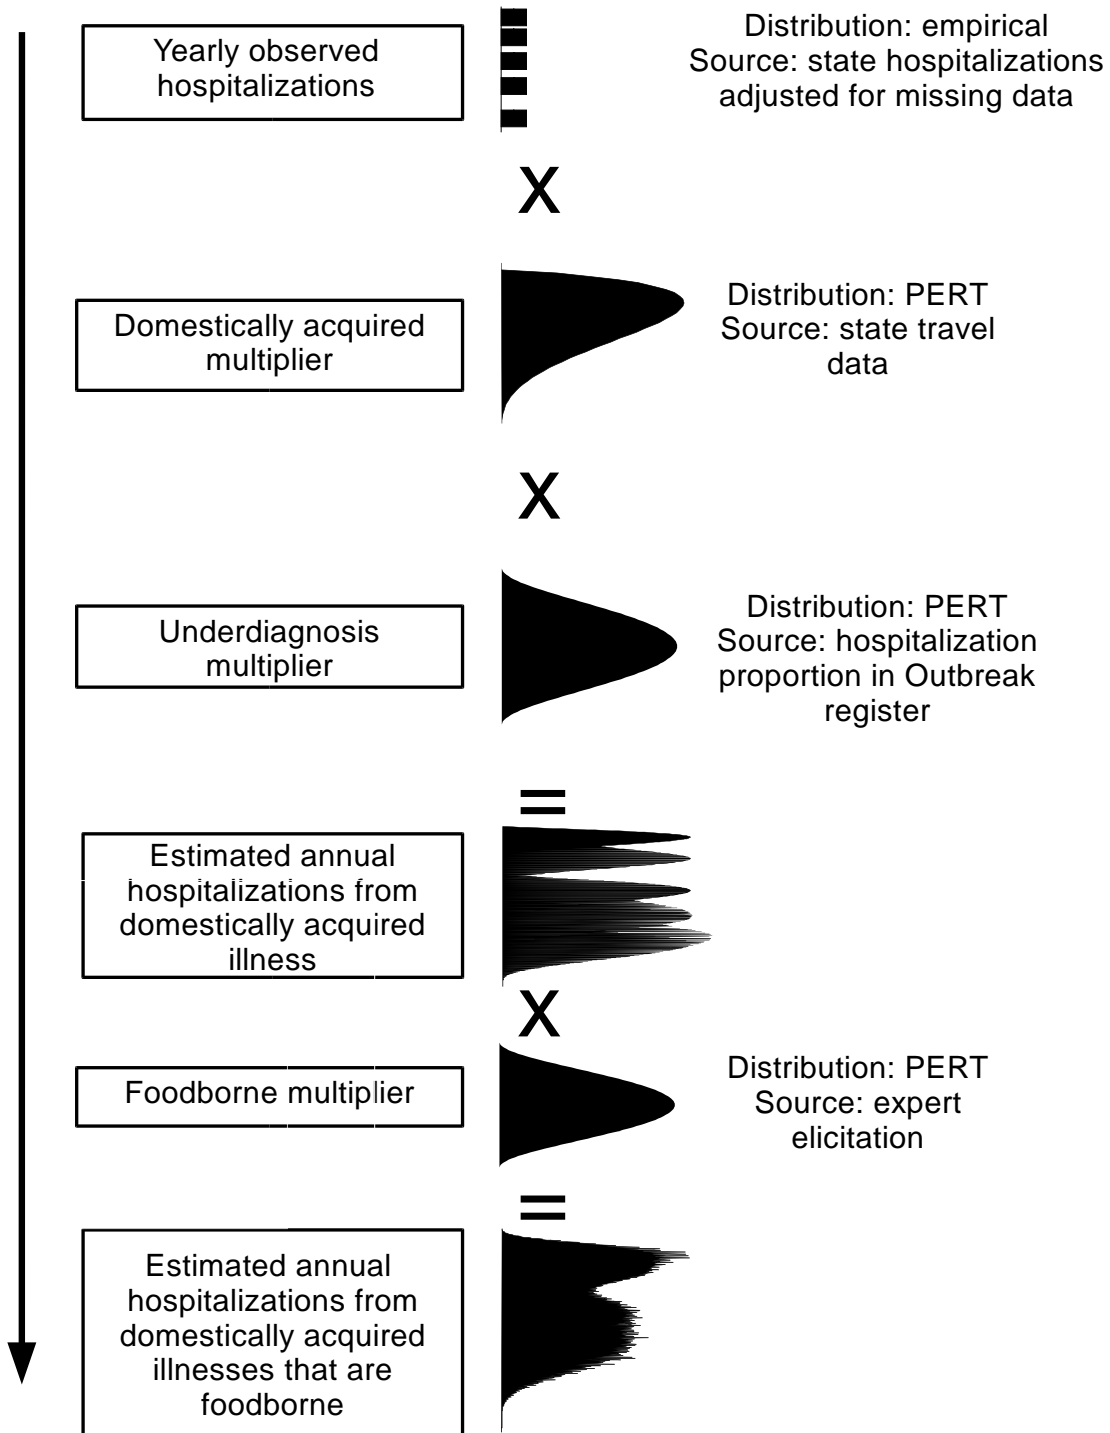 Yearly observed
hospitalizations
Distribution: empirical
Source: state hospitalizations
adjusted for missing data
X
Domestically acquired
multiplier
Distribution: PERT
Source: state travel
data
X
Underdiagnosis
multiplier
Distribution: PERT
Source: hospitalization
proportion in Outbreak
register
=
Estimated annual
hospitalizations from
domestically acquired
illness
X
Foodborne multiplier
Distribution: PERT
Source: expert
elicitation
=
Estimated annual
hospitalizations from
domestically acquired
illnesses that are
foodborne